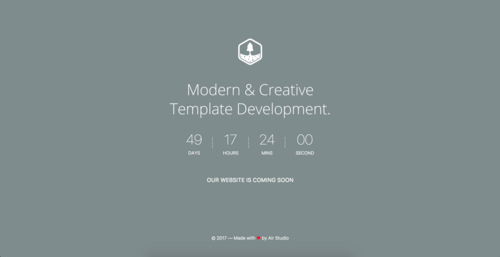 Modern & Creative
Template Development.
49 17 24 00
DAYS HOURS MINS SECOND
OUR WEBSITE IS COMING SOON
© 2017 — Made with ❤ by Air Studio